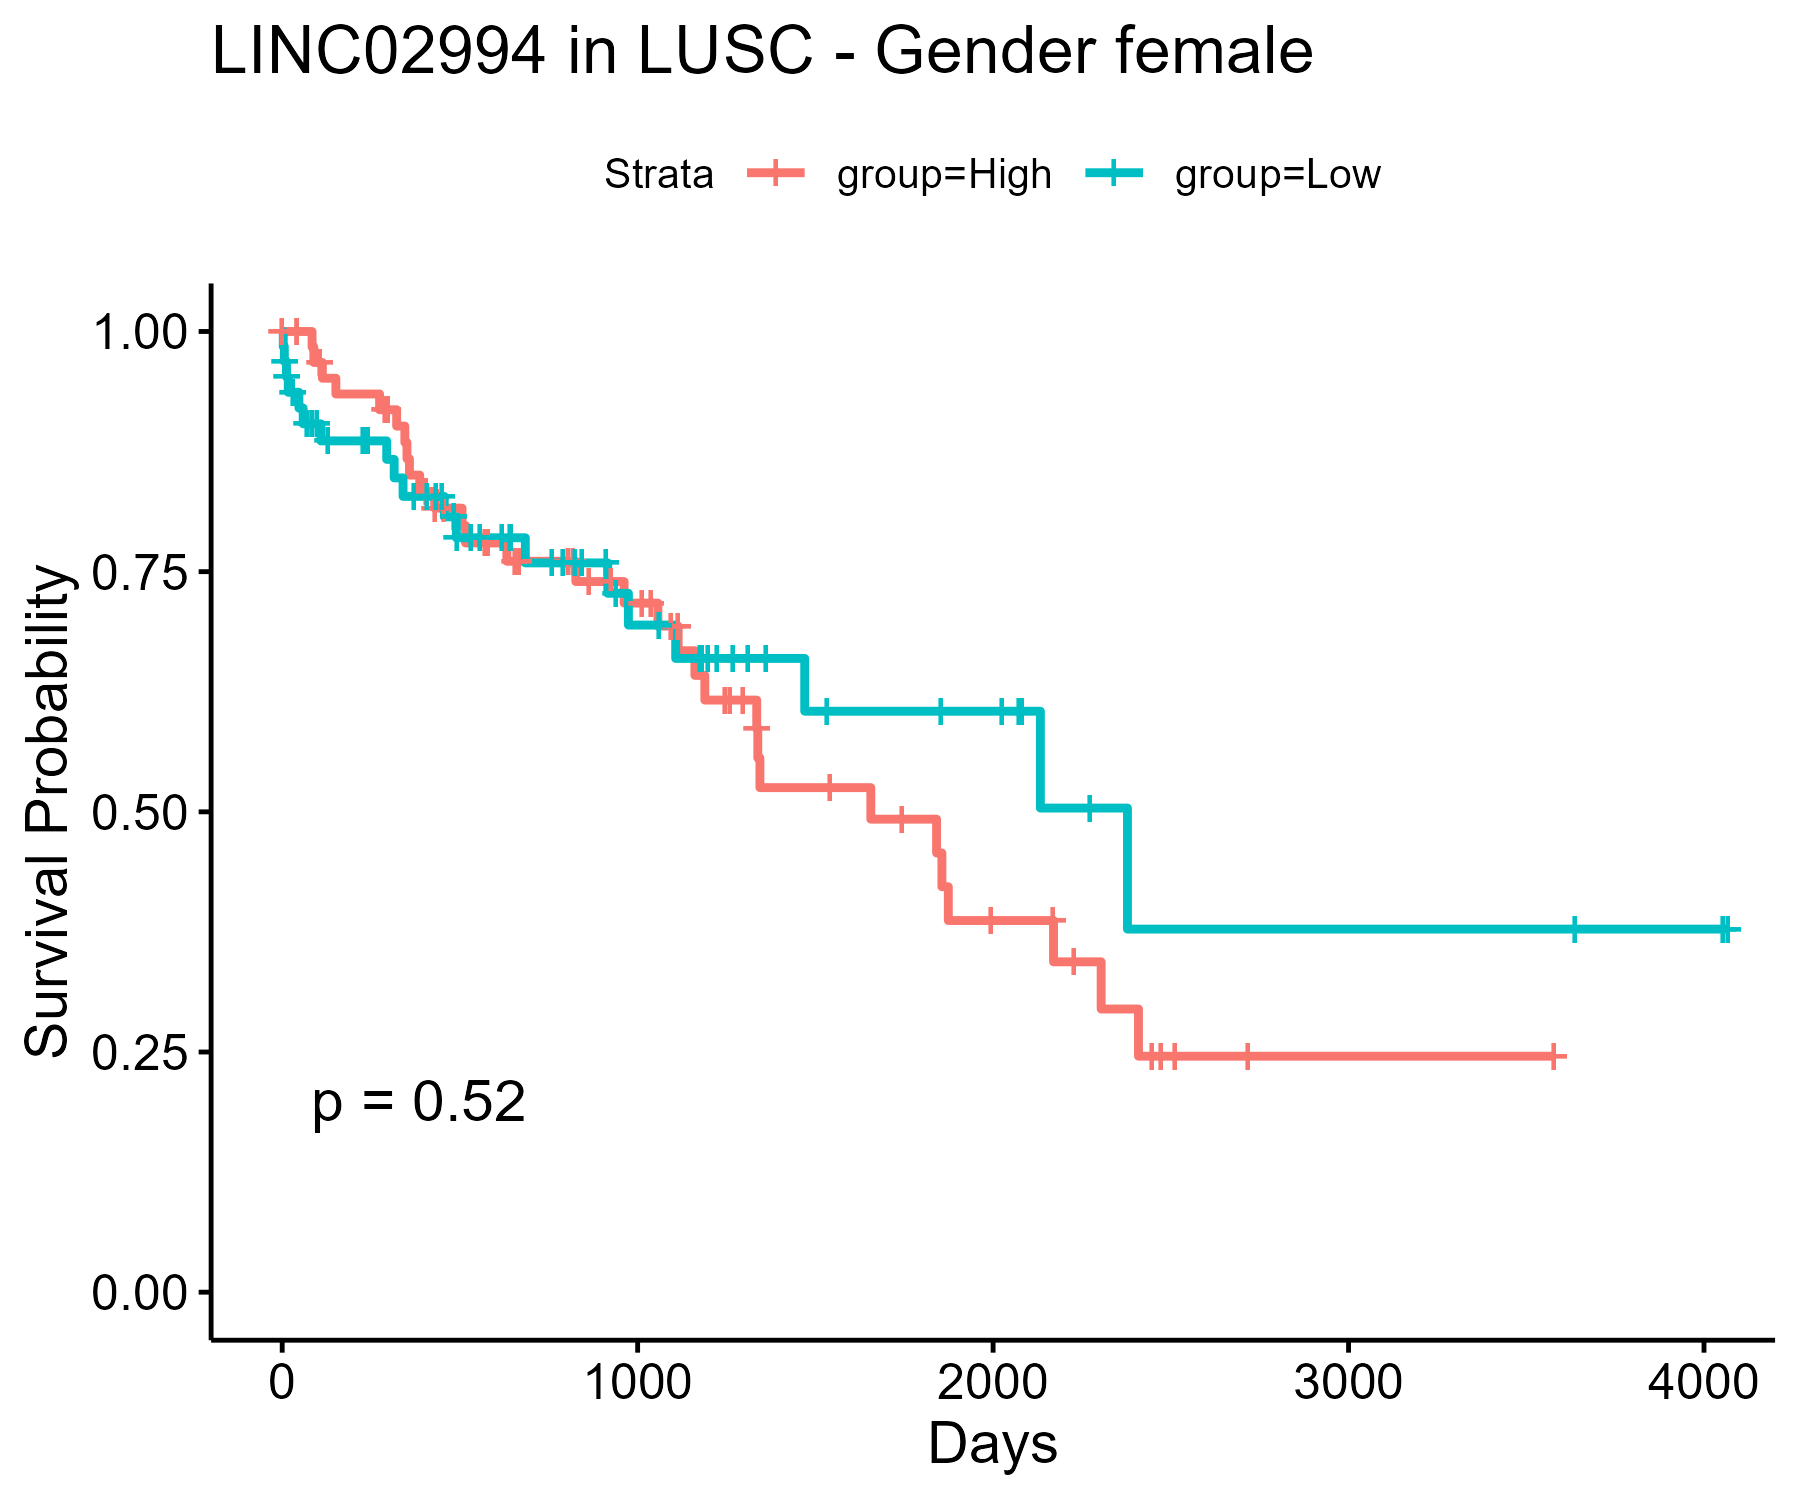 LINC02994 in LUSC - Gender female
Strata group=High group=Low
Survival Probability
1.00
0.75
0.50
0.25
0.00
p = 0.52
0 1000 2000 3000 4000
Days